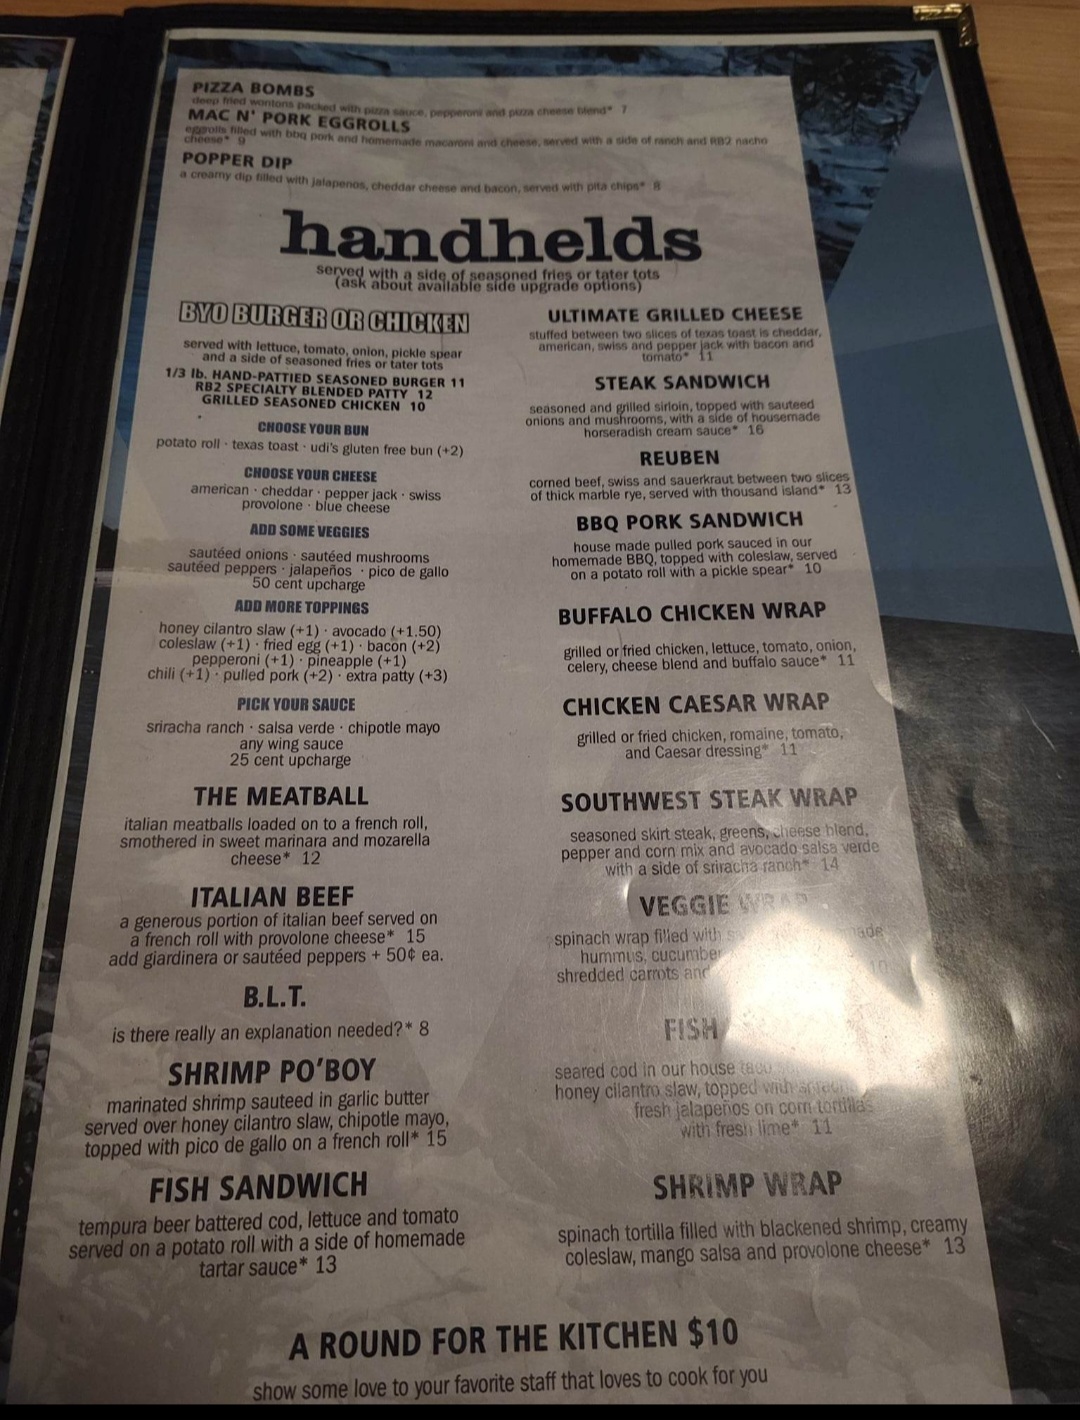 PIZZA BOMBS
deep fried wontons packed with pizza sauce, pepperoni and pizza cheese blend* 7
MAC N' PORK EGGROLLS
eggrolls filled with bbq pork and homemade macaroni and cheese, served with a side of ranch and RB2 nacho
cheese* 9
POPPER DIP
a creamy dip filled with jalapenos, cheddar cheese and bacon, served with pita chips* 8
handhelds
served with a side of seasoned fries or tater tots
(ask about available side upgrade options)
BYO BURGER OR CHICKEN
served with lettuce, tomato, onion, pickle spear
and a side of seasoned fries or tater tots
1/3 lb. HAND-PATTIED SEASONED BURGER 11
RB2 SPECIALTY BLENDED PATTY 12
GRILLED SEASONED CHICKEN 10
CHOOSE YOUR BUN
potato roll · texas toast · udi's gluten free bun (+2)
CHOOSE YOUR CHEESE
american · cheddar · pepper jack · swiss
provolone · blue cheese
ADD SOME VEGGIES
sautéed onions · sautéed mushrooms
sautéed peppers · jalapeños · pico de gallo
50 cent upcharge
ADD MORE TOPPINGS
honey cilantro slaw (+1) · avocado (+1.50)
coleslaw (+1) · fried egg (+1) · bacon (+2)
pepperoni (+1) · pineapple (+1)
chili (+1) · pulled pork (+2) · extra patty (+3)
PICK YOUR SAUCE
sriracha ranch · salsa verde · chipotle mayo
any wing sauce
25 cent upcharge
THE MEATBALL
italian meatballs loaded on to a french roll,
smothered in sweet marinara and mozarella
cheese* 12
ITALIAN BEEF
a generous portion of italian beef served on
a french roll with provolone cheese* 15
add giardinera or sautéed peppers + 50¢ ea.
B.L.T.
is there really an explanation needed?* 8
SHRIMP PO'BOY
marinated shrimp sauteed in garlic butter
served over honey cilantro slaw, chipotle mayo,
topped with pico de gallo on a french roll* 15
FISH SANDWICH
tempura beer battered cod, lettuce and tomato
served on a potato roll with a side of homemade
tartar sauce* 13
ULTIMATE GRILLED CHEESE
stuffed between two slices of texas toast is cheddar,
american, swiss and pepper jack with bacon and
tomato* 11
STEAK SANDWICH
seasoned and grilled sirloin, topped with sauteed
onions and mushrooms, with a side of housemade
horseradish cream sauce* 16
REUBEN
corned beef, swiss and sauerkraut between two slices
of thick marble rye, served with thousand island* 13
BBQ PORK SANDWICH
house made pulled pork sauced in our
homemade BBQ, topped with coleslaw, served
on a potato roll with a pickle spear* 10
BUFFALO CHICKEN WRAP
grilled or fried chicken, lettuce, tomato, onion,
celery, cheese blend and buffalo sauce* 11
CHICKEN CAESAR WRAP
grilled or fried chicken, romaine, tomato,
and Caesar dressing* 11
SOUTHWEST STEAK WRAP
seasoned skirt steak, greens, cheese blend,
pepper and corn mix and avocado salsa verde
with a side of sriracha ranch* 14
VEGGIE WRAP
spinach wrap filled with
hummus, cucumber
shredded carrots and 10
FISH
seared cod in our house taco
honey cilantro slaw, topped with
fresh jalapeños on corn tortillas
with fresh lime* 11
SHRIMP WRAP
spinach tortilla filled with blackened shrimp, creamy
coleslaw, mango salsa and provolone cheese* 13
A ROUND FOR THE KITCHEN $10
show some love to your favorite staff that loves to cook for you